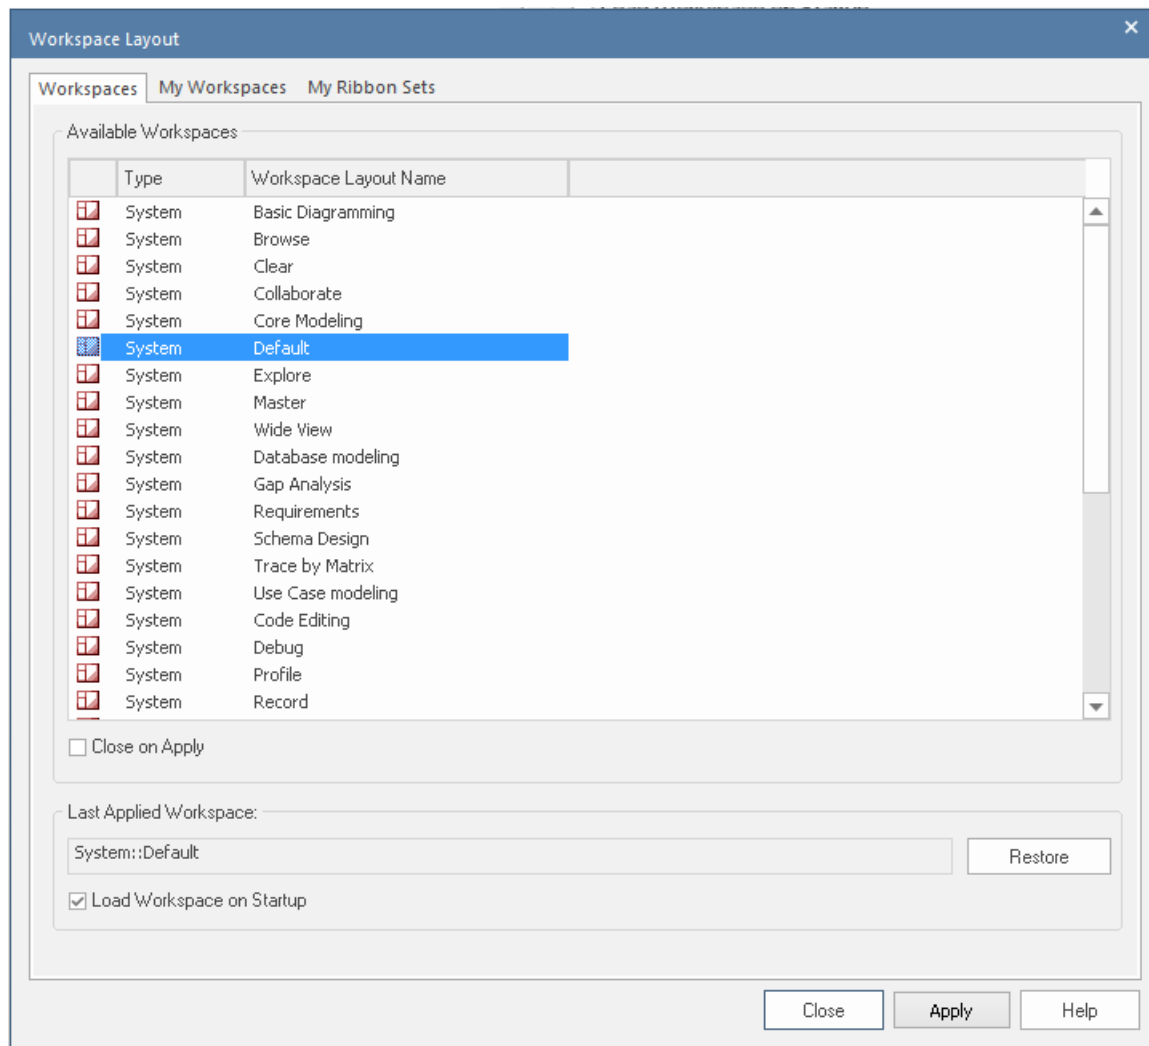 Workspace Layout
Workspaces My Workspaces My Ribbon Sets
Available Workspaces
Type Workspace Layout Name
System Basic Diagramming
System Browse
System Clear
System Collaborate
System Core Modeling
System Default
System Explore
System Master
System Wide View
System Database modeling
System Gap Analysis
System Requirements
System Schema Design
System Trace by Matrix
System Use Case modeling
System Code Editing
System Debug
System Profile
System Record
Close on Apply
Last Applied Workspace:
System::Default
Restore
Load Workspace on Startup
Close Apply Help